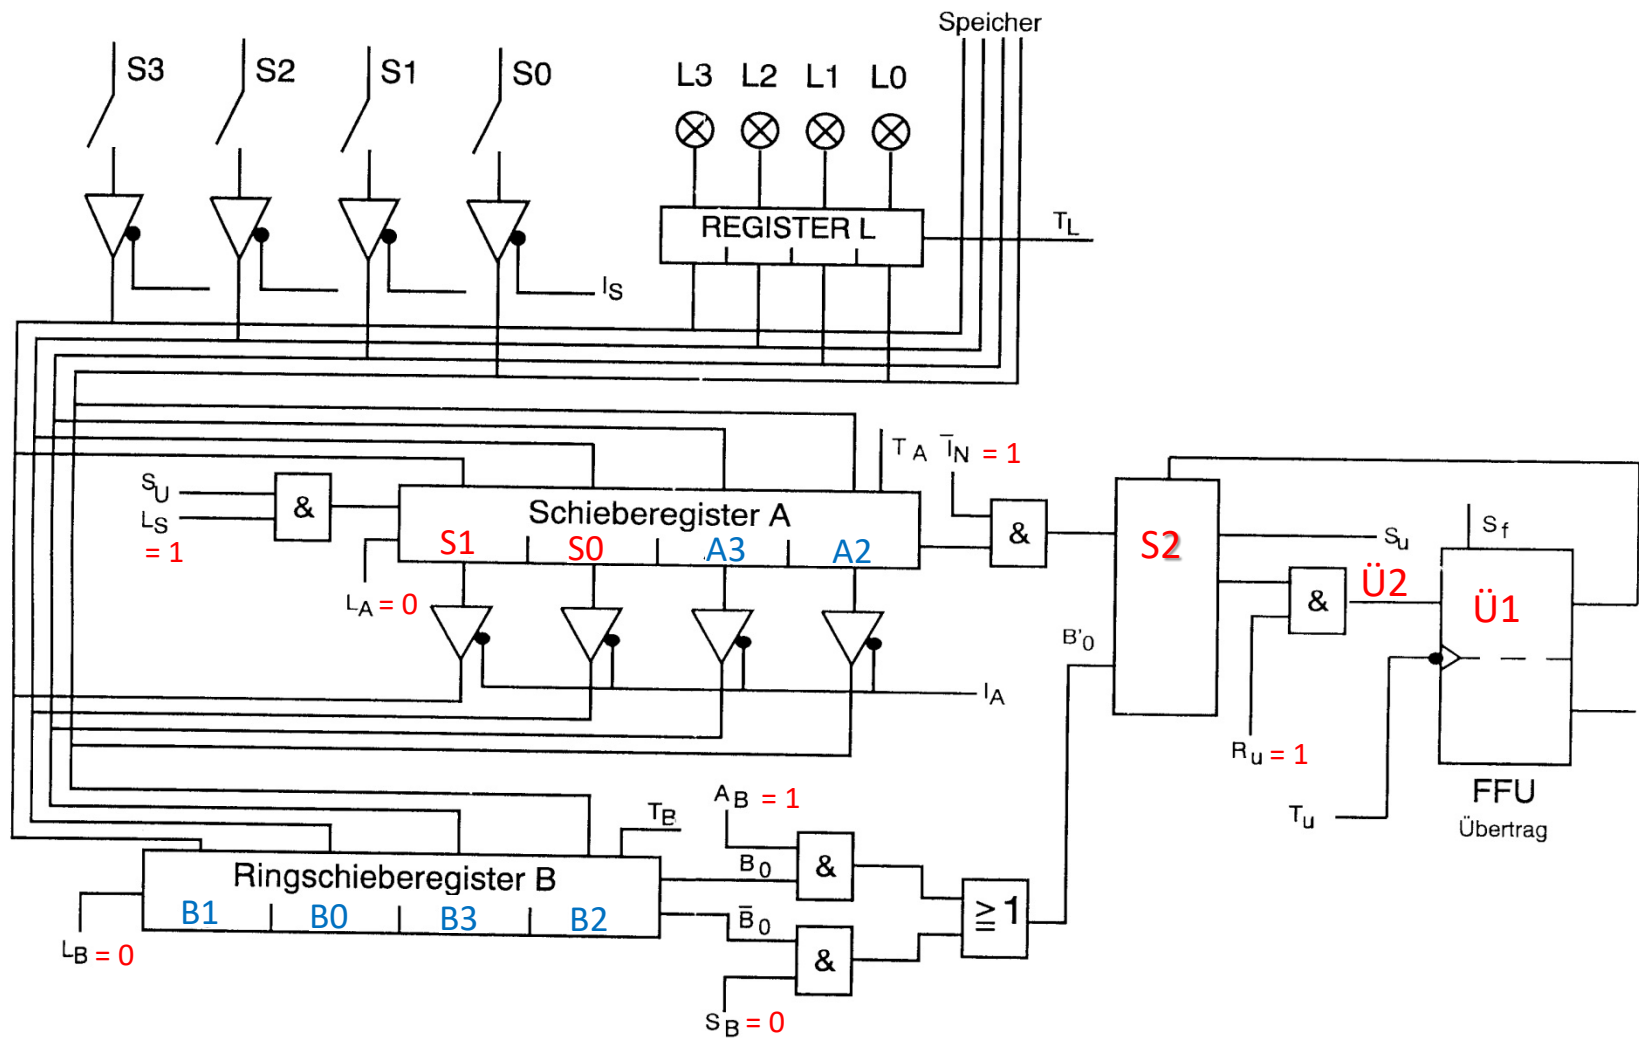 Speicher
S3 S2 S1 S0
L3 L2 L1 L0
REGISTER L
TL
IS
TA
ĪN = 1
SU
LS
= 1
&
Schieberegister A
S1 S0 A3 A2
LA = 0
&
S2
Su
Sf
&
Ü2
Ü1
B'0
IA
Ru = 1
Tu
FFU
Übertrag
AB = 1
TB
B0
&
Ringschieberegister B
B1 B0 B3 B2
B̄0
≥1
&
LB = 0
SB = 0